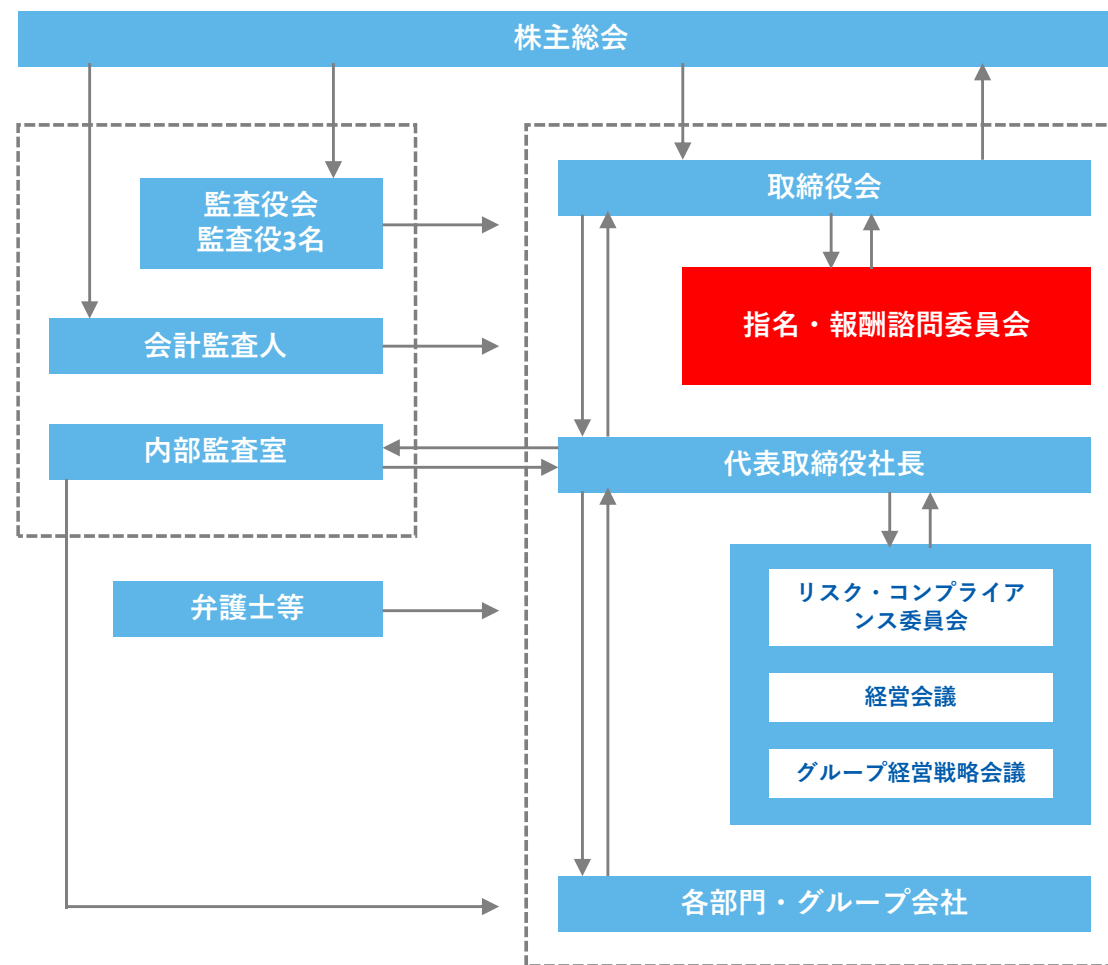 株主総会
監査役会
監査役3名
取締役会
指名・報酬諮問委員会
会計監査人
内部監査室
代表取締役社長
弁護士等
リスク・コンプライア
ンス委員会
経営会議
グループ経営戦略会議
各部門・グループ会社